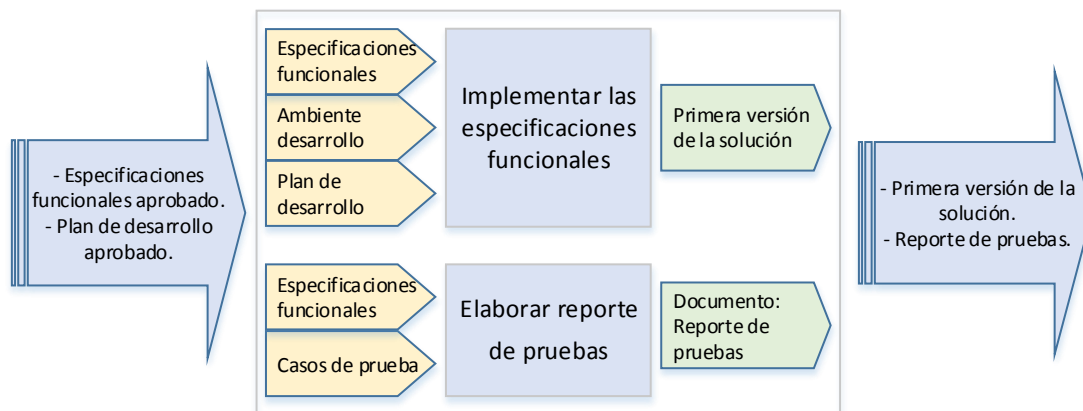 - Especificaciones
funcionales aprobado.
- Plan de desarrollo
aprobado.
Especificaciones
funcionales
Ambiente
desarrollo
Plan de
desarrollo
Implementar las
especificaciones
funcionales
Primera versión
de la solución
Especificaciones
funcionales
Casos de prueba
Elaborar reporte
de pruebas
Documento:
Reporte de
pruebas
- Primera versión de la
solución.
- Reporte de pruebas.